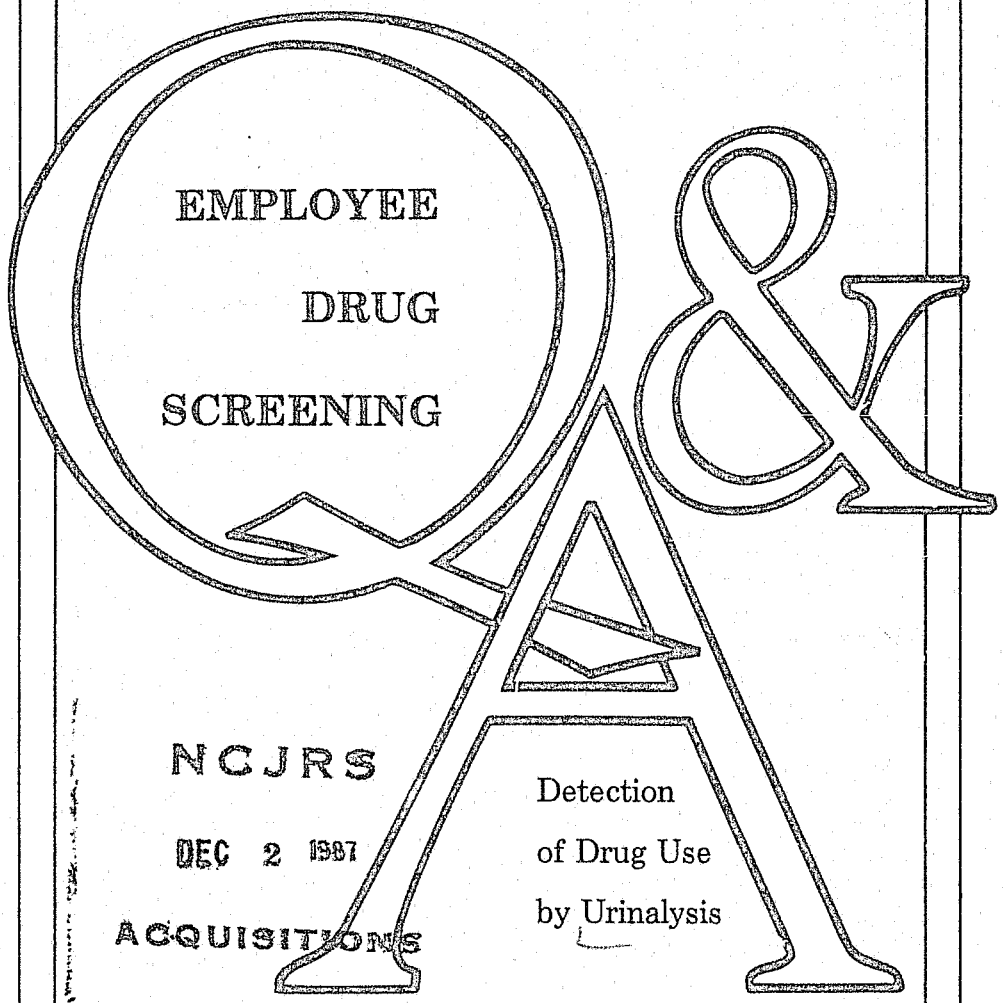 Q & A
EMPLOYEE
DRUG
SCREENING
NCJRS
DEC 2 1987
ACQUISITIONS
Detection
of Drug Use
by Urinalysis